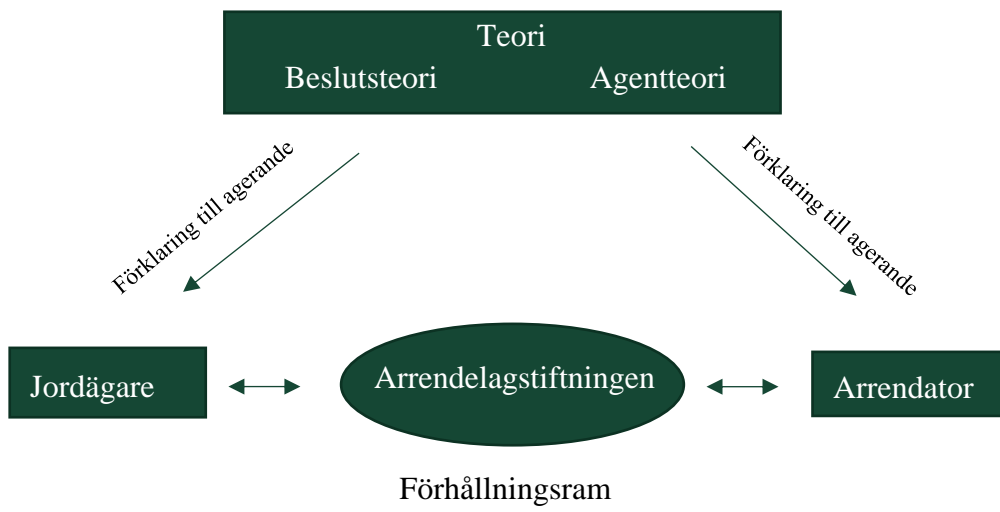 Teori
Beslutsteori Agentteori
Förklaring till agerande
Förklaring till agerande
Jordägare
Arrendelagstiftningen
Arrendator
Förhållningsram